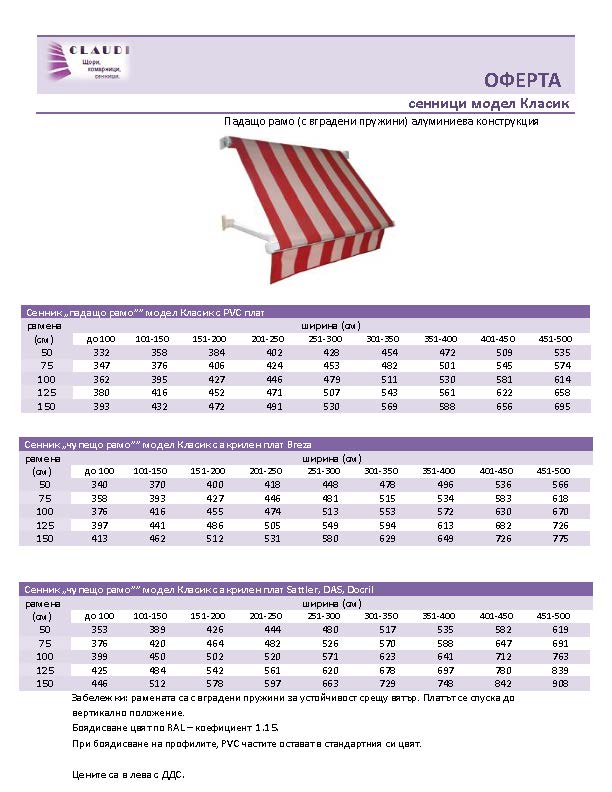 CLAUDI
Щори,
комарници,
сенници.
ОФЕРТА
сенници модел Класик
Падащо рамо (с вградени пружини) алуминиева конструкция
Сенник „падащо рамо”” модел Класик с PVC плат
рамена ширина (см)
(см) до 100 101-150 151-200 201-250 251-300 301-350 351-400 401-450 451-500
50 332 358 384 402 428 454 472 509 535
75 347 376 406 424 453 482 501 545 574
100 362 395 427 446 479 511 530 581 614
125 380 416 452 471 507 543 561 622 658
150 393 432 472 491 530 569 588 656 695
Сенник „чупещо рамо”” модел Класик с акрилен плат Breza
рамена ширина (см)
(см) до 100 101-150 151-200 201-250 251-300 301-350 351-400 401-450 451-500
50 340 370 400 418 448 478 496 536 566
75 358 393 427 446 481 515 534 583 618
100 376 416 455 474 513 553 572 630 670
125 397 441 486 505 549 594 613 682 726
150 413 462 512 531 580 629 649 726 775
Сенник „чупещо рамо”” модел Класик с акрилен плат Sattler, DAS, Docril
рамена ширина (см)
(см) до 100 101-150 151-200 201-250 251-300 301-350 351-400 401-450 451-500
50 353 389 426 444 480 517 535 582 619
75 376 420 464 482 526 570 588 647 691
100 399 450 502 520 571 623 641 712 763
125 425 484 542 561 620 678 697 780 839
150 446 512 578 597 663 729 748 842 908
Забележки: рамената са с вградени пружини за устойчивост срещу вятър. Платът се спуска до
вертикално положение.
Боядисване цвят по RAL – коефициент 1.15.
При боядисване на профилите, PVC частите остават в стандартния си цвят.
Цените са в лева с ДДС.